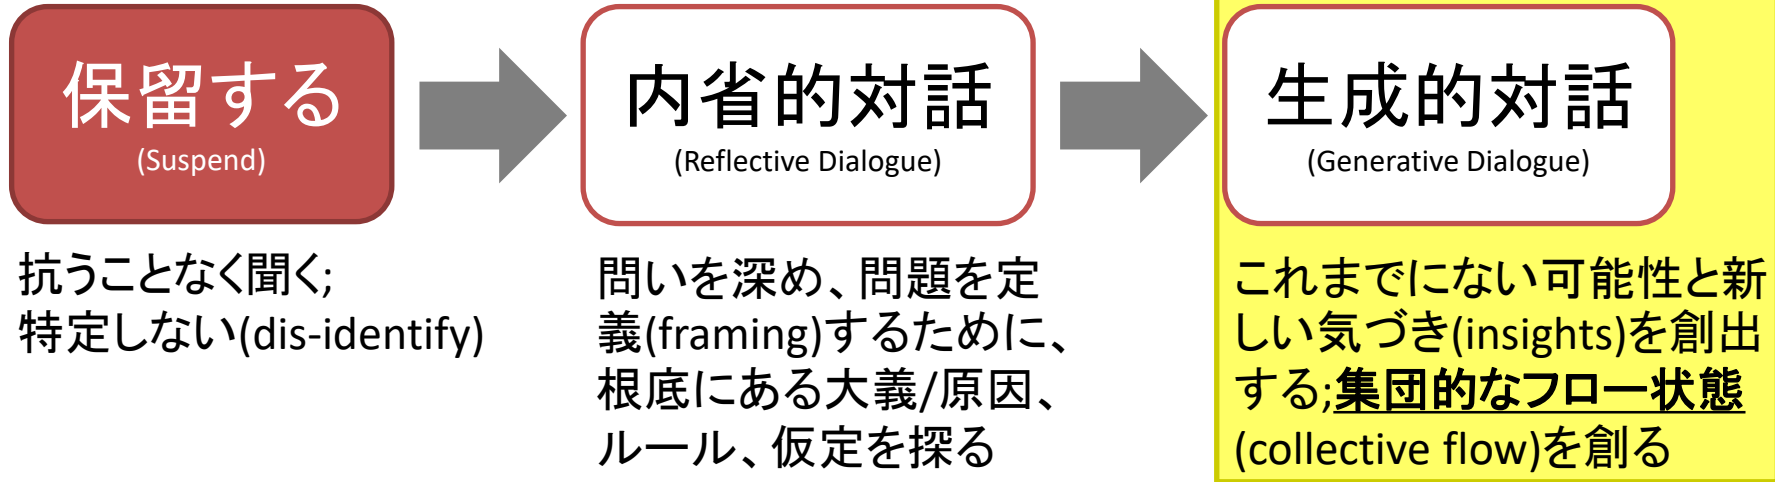 保留する
(Suspend)
抗うことなく聞く;
特定しない(dis-identify)
内省的対話
(Reflective Dialogue)
問いを深め、問題を定
義(framing)するために、
根底にある大義/原因、
ルール、仮定を探る
生成的対話
(Generative Dialogue)
これまでにない可能性と新
しい気づき(insights)を創出
する;集団的なフロー状態
(collective flow)を創る